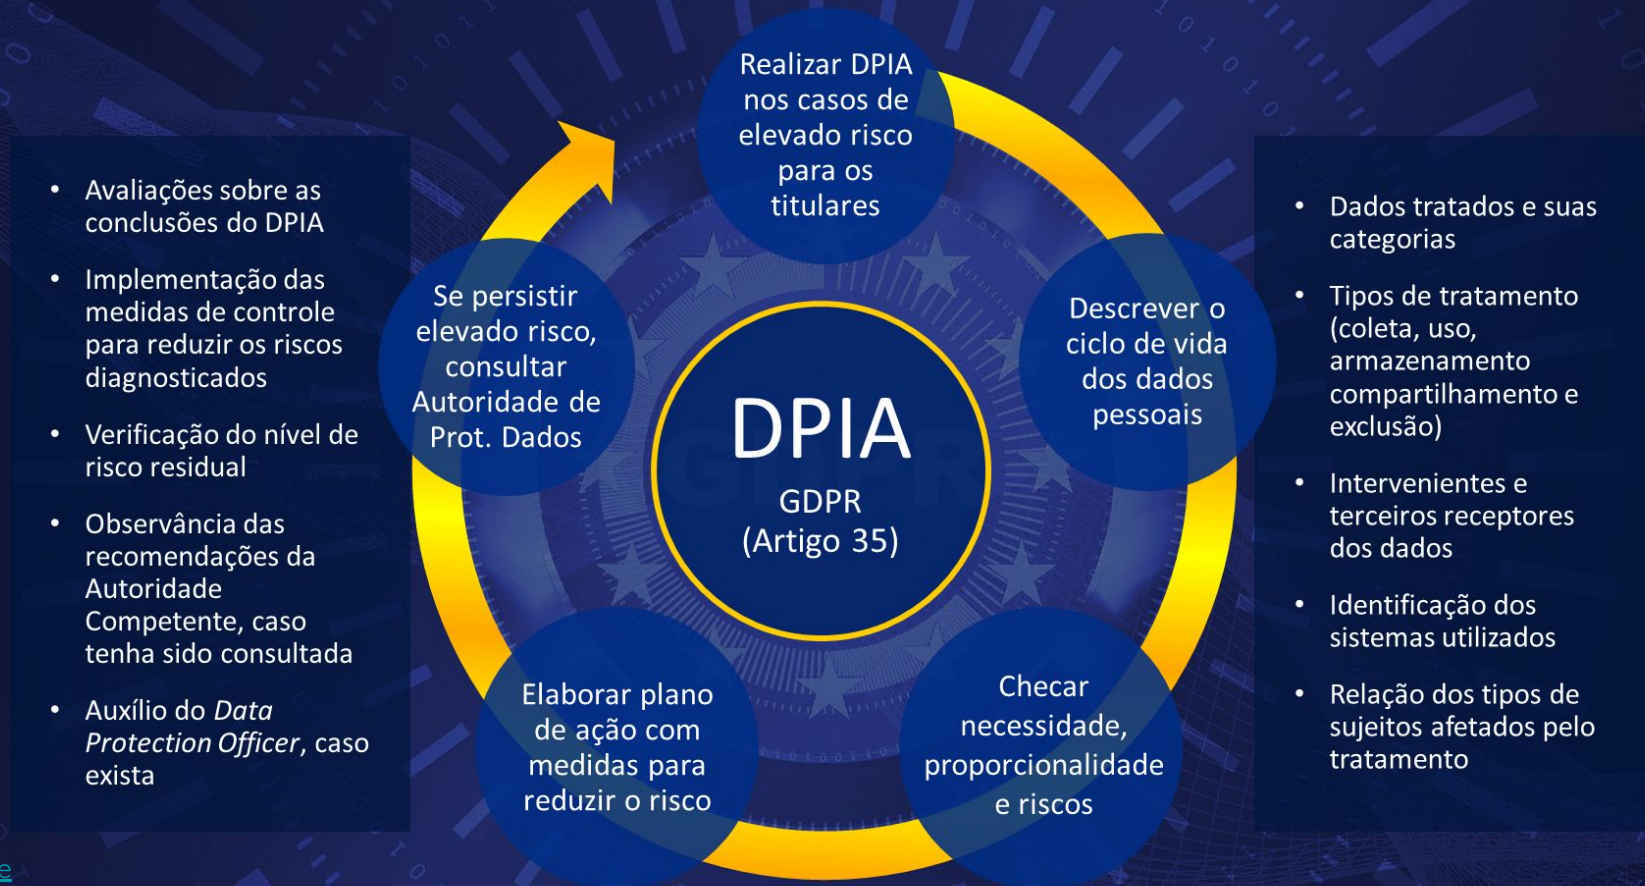 Realizar DPIA
nos casos de
elevado risco
para os
titulares
Descrever o
ciclo de vida
dos dados
pessoais
Checar
necessidade,
proporcionalidade
e riscos
Elaborar plano
de ação com
medidas para
reduzir o risco
Se persistir
elevado risco,
consultar
Autoridade de
Prot. Dados
DPIA
GDPR
(Artigo 35)
• Avaliações sobre as
conclusões do DPIA
• Implementação das
medidas de controle
para reduzir os riscos
diagnosticados
• Verificação do nível de
risco residual
• Observância das
recomendações da
Autoridade
Competente, caso
tenha sido consultada
• Auxílio do Data
Protection Officer, caso
exista
• Dados tratados e suas
categorias
• Tipos de tratamento
(coleta, uso,
armazenamento
compartilhamento e
exclusão)
• Intervenientes e
terceiros receptores
dos dados
• Identificação dos
sistemas utilizados
• Relação dos tipos de
sujeitos afetados pelo
tratamento